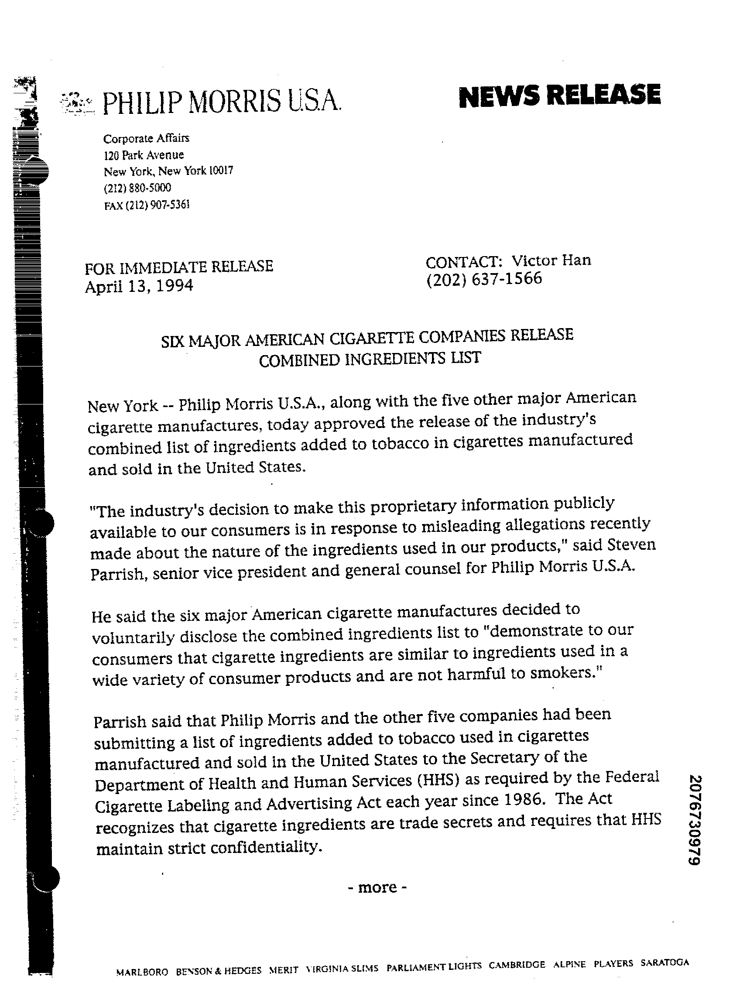 PHILIP MORRIS U.S.A.
NEWS RELEASE
Corporate Affairs
120 Park Avenue
New York, New York 10017
(212) 880-5000
FAX (212) 907-5361
FOR IMMEDIATE RELEASE
April 13, 1994
CONTACT: Victor Han
(202) 637-1566
SIX MAJOR AMERICAN CIGARETTE COMPANIES RELEASE
COMBINED INGREDIENTS LIST
New York -- Philip Morris U.S.A., along with the five other major American
cigarette manufactures, today approved the release of the industry's
combined list of ingredients added to tobacco in cigarettes manufactured
and sold in the United States.
"The industry's decision to make this proprietary information publicly
available to our consumers is in response to misleading allegations recently
made about the nature of the ingredients used in our products," said Steven
Parrish, senior vice president and general counsel for Philip Morris U.S.A.
He said the six major American cigarette manufactures decided to
voluntarily disclose the combined ingredients list to "demonstrate to our
consumers that cigarette ingredients are similar to ingredients used in a
wide variety of consumer products and are not harmful to smokers."
Parrish said that Philip Morris and the other five companies had been
submitting a list of ingredients added to tobacco used in cigarettes
manufactured and sold in the United States to the Secretary of the
Department of Health and Human Services (HHS) as required by the Federal
Cigarette Labeling and Advertising Act each year since 1986. The Act
recognizes that cigarette ingredients are trade secrets and requires that HHS
maintain strict confidentiality.
- more -
2076730979
MARLBORO BENSON & HEDGES MERIT VIRGINIA SLIMS PARLIAMENT LIGHTS CAMBRIDGE ALPINE PLAYERS SARATOGA